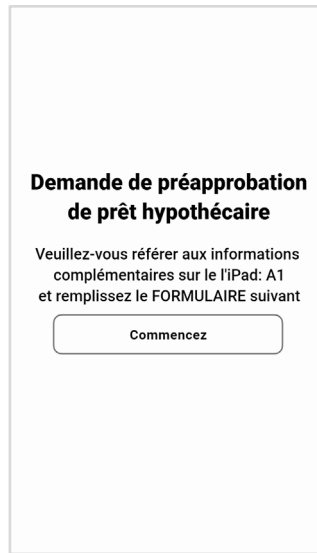 Demande de préapprobation
de prêt hypothécaire
Veuillez-vous référer aux informations
complémentaires sur le l'iPad: A1
et remplissez le FORMULAIRE suivant
Commencez